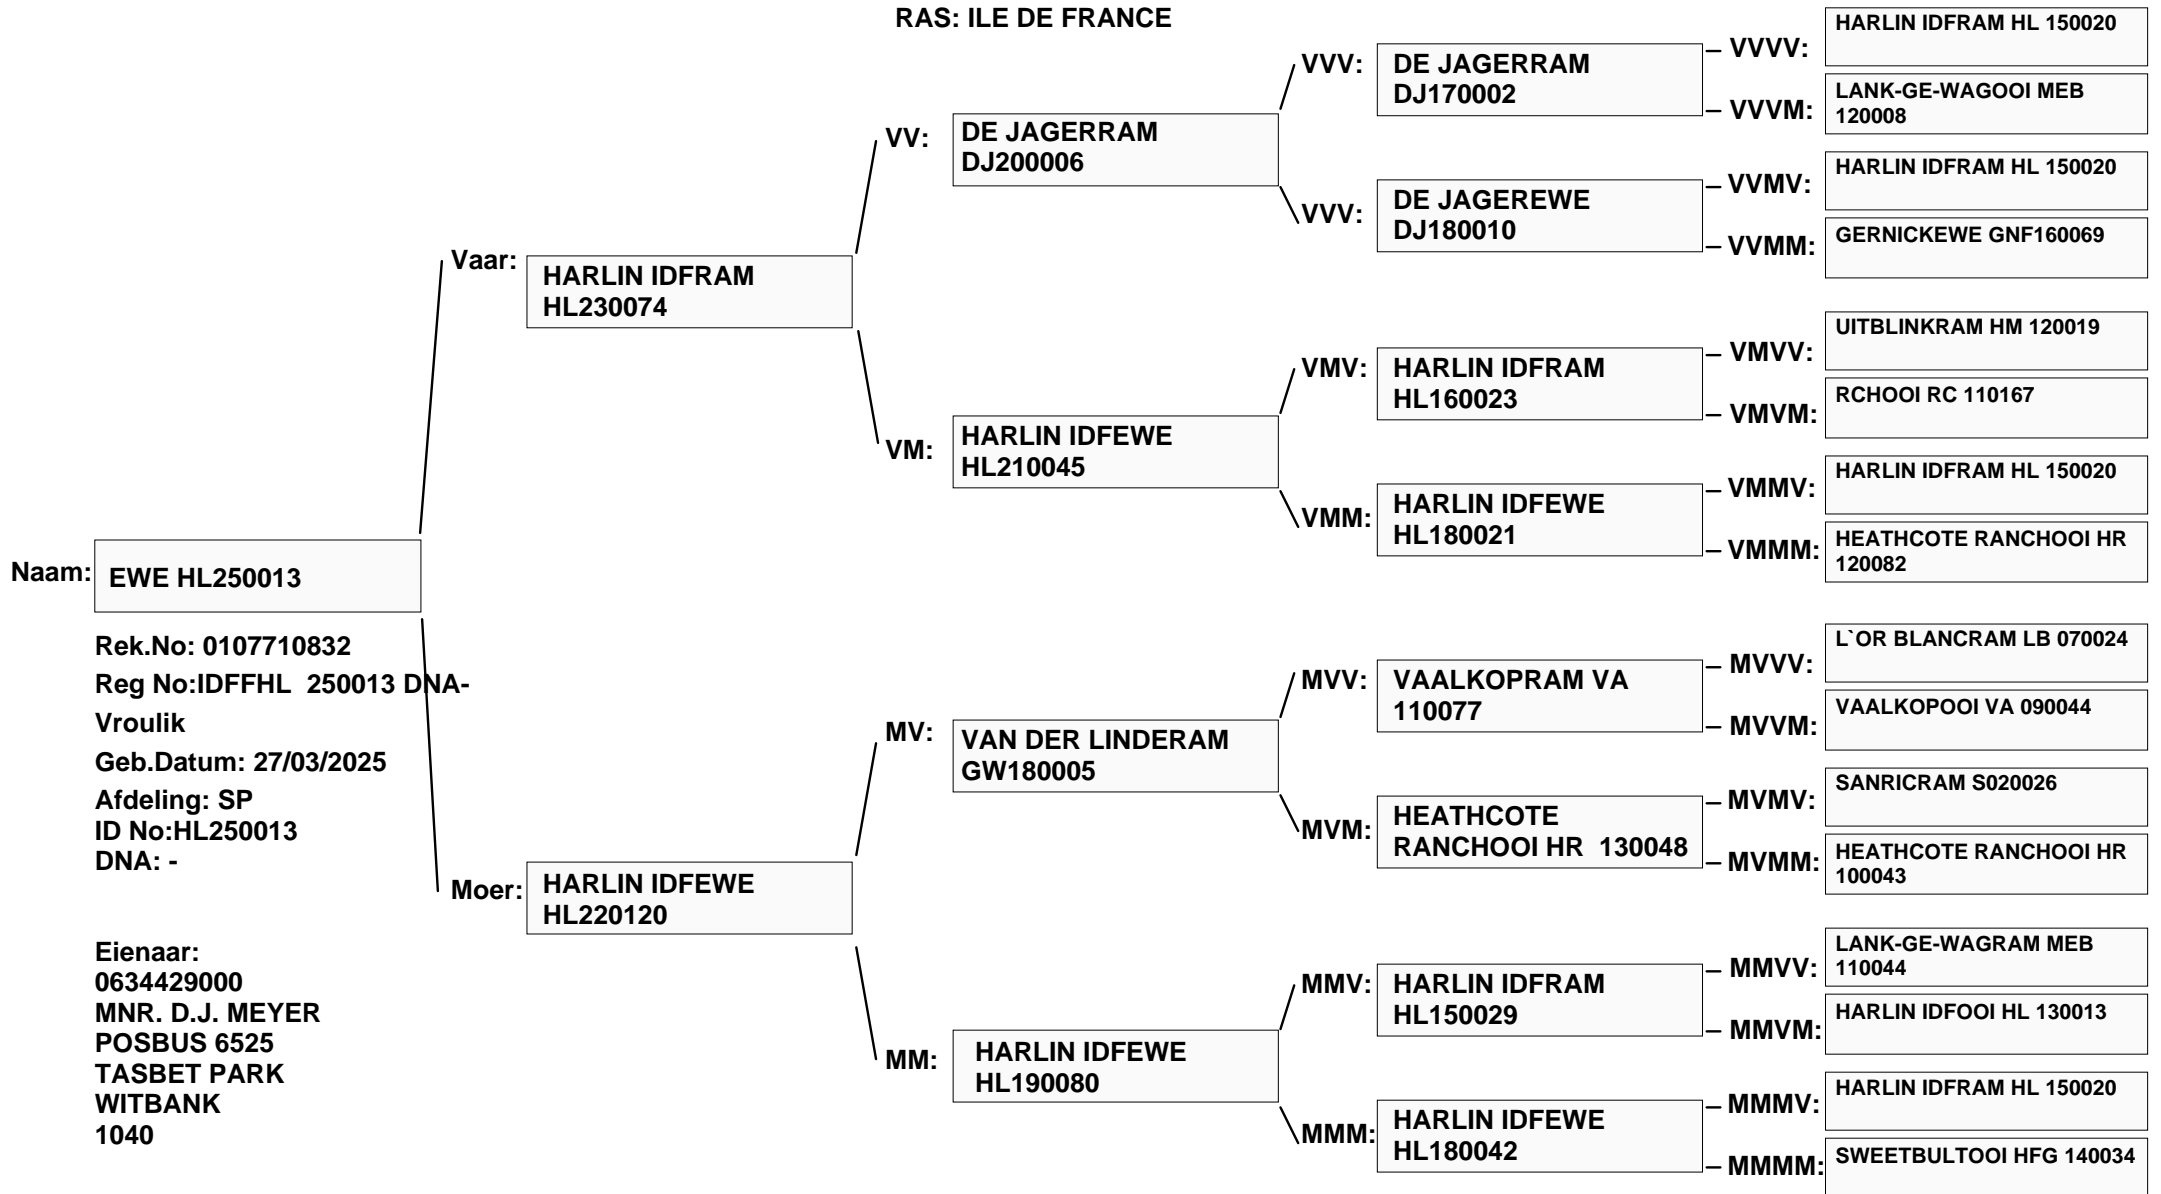 RAS: ILE DE FRANCE
Naam:
EWE HL250013
Rek.No: 0107710832
Reg No:IDFFHL  250013 DNA-
Vroulik
Geb.Datum: 27/03/2025
Afdeling: SP
ID No:HL250013
DNA: -
Eienaar:
0634429000
MNR. D.J. MEYER
POSBUS 6525
TASBET PARK
WITBANK
1040
Vaar:
HARLIN IDFRAM
HL230074
Moer:
HARLIN IDFEWE
HL220120
VV:
DE JAGERRAM
DJ200006
VM:
HARLIN IDFEWE
HL210045
MV:
VAN DER LINDERAM
GW180005
MM:
HARLIN IDFEWE
HL190080
VVV:
DE JAGERRAM
DJ170002
VVV:
DE JAGEREWE
DJ180010
VMV:
HARLIN IDFRAM
HL160023
VMM:
HARLIN IDFEWE
HL180021
MVV:
VAALKOPRAM VA
110077
MVM:
HEATHCOTE
RANCHOOI HR  130048
MMV:
HARLIN IDFRAM
HL150029
MMM:
HARLIN IDFEWE
HL180042
VVVV:
HARLIN IDFRAM HL 150020
VVVM:
LANK-GE-WAGOOI MEB
120008
VVMV:
HARLIN IDFRAM HL 150020
VVMM:
GERNICKEWE GNF160069
VMVV:
UITBLINKRAM HM 120019
VMVM:
RCHOOI RC 110167
VMMV:
HARLIN IDFRAM HL 150020
VMMM:
HEATHCOTE RANCHOOI HR
120082
MVVV:
L`OR BLANCRAM LB 070024
MVVM:
VAALKOPOOI VA 090044
MVMV:
SANRICRAM S020026
MVMM:
HEATHCOTE RANCHOOI HR
100043
MMVV:
LANK-GE-WAGRAM MEB
110044
MMVM:
HARLIN IDFOOI HL 130013
MMMV:
HARLIN IDFRAM HL 150020
MMMM:
SWEETBULTOOI HFG 140034